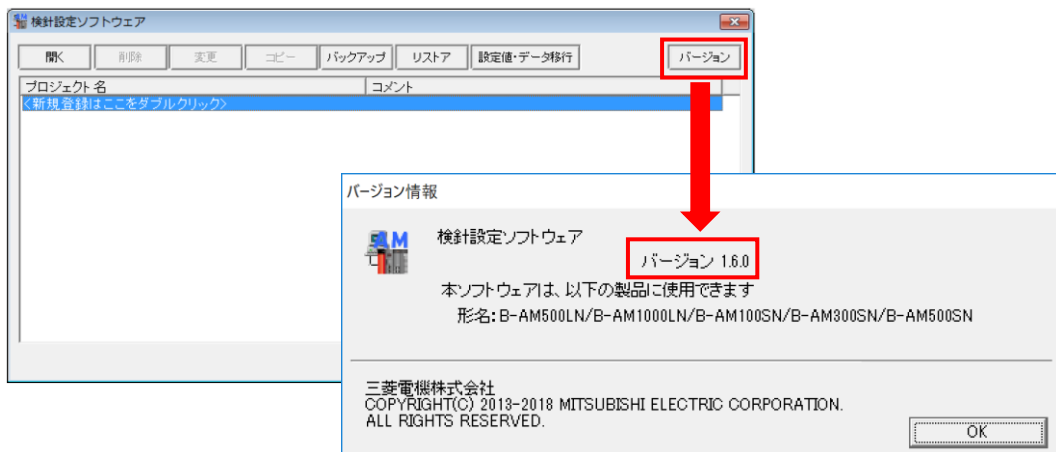 検針設定ソフトウェア
開く 削除 変更 コピー バックアップ リストア 設定値・データ移行 バージョン
プロジェクト名 コメント
<新規登録はここをダブルクリック>
バージョン情報
AM
検針設定ソフトウェア
バージョン 1.6.0
本ソフトウェアは、以下の製品に使用できます
形名:B-AM500LN/B-AM1000LN/B-AM100SN/B-AM300SN/B-AM500SN
三菱電機株式会社
COPYRIGHT(C) 2013-2018 MITSUBISHI ELECTRIC CORPORATION.
ALL RIGHTS RESERVED.
OK